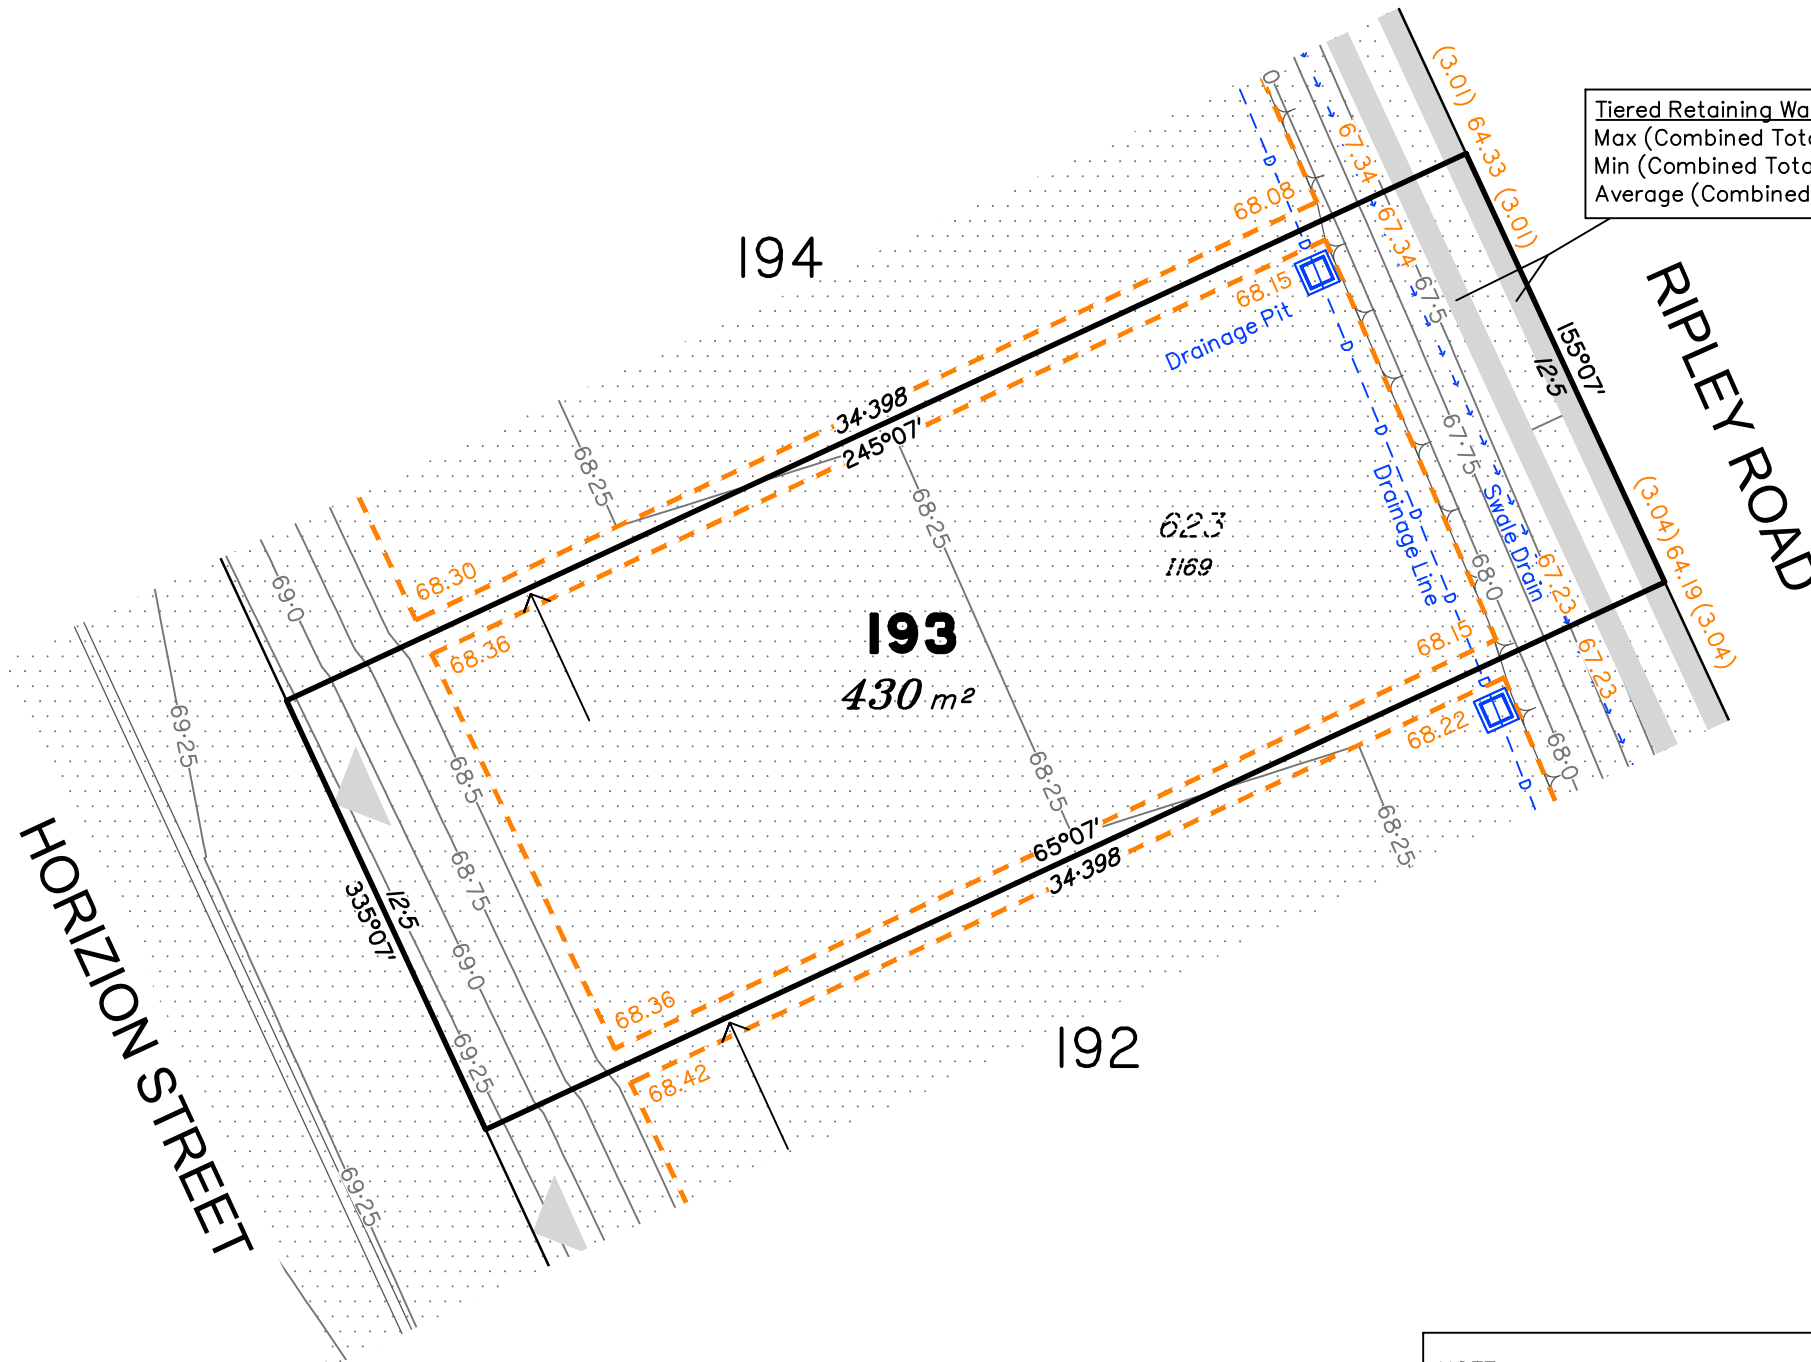 (3.01) 64.33 (3.01)
Tiered Retaining Wa
Max (Combined Tota
Min (Combined Tota
Average (Combined
0
D
67.34
68.08
194
D
67.34
68.15
Drainage Pit
67·5
RIPLEY ROAD
155°07'
12·5
34·398
245°07'
D
D
67·75
Drainage Line
D
Swale Drain
68·25
68·25
623
1169
(3.04) 64.19 (3.04)
68.30
69·0
68·0
67.23
D
68.36
193
68.15
67.23
430 m²
D
68.22
69·25
68·5
68·25
68·0
D
65°07'
34·398
68·25
HORIZION STREET
335°07'
12·5
68·75
69·0
68.36
69·25
192
68.42
69·25